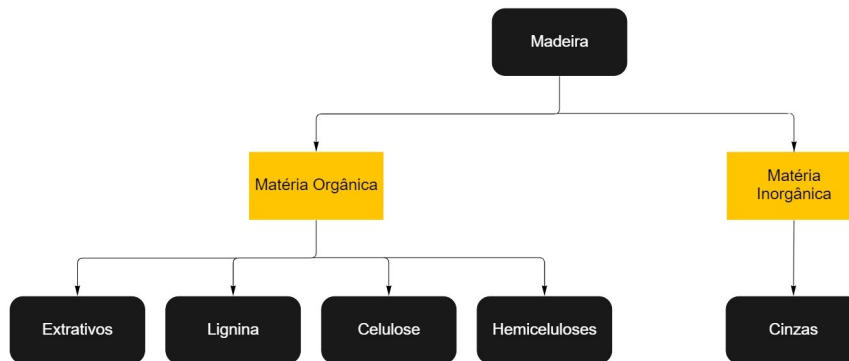 Madeira
Matéria Orgânica
Matéria
Inorgânica
Extrativos
Lignina
Celulose
Hemiceluloses
Cinzas